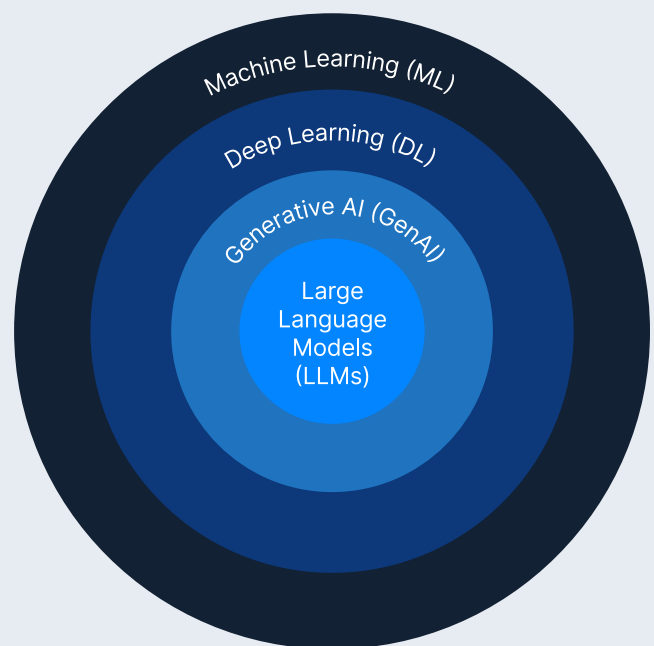 Machine Learning (ML)
Deep Learning (DL)
Generative AI (GenAI)
Large
Language
Models
(LLMs)